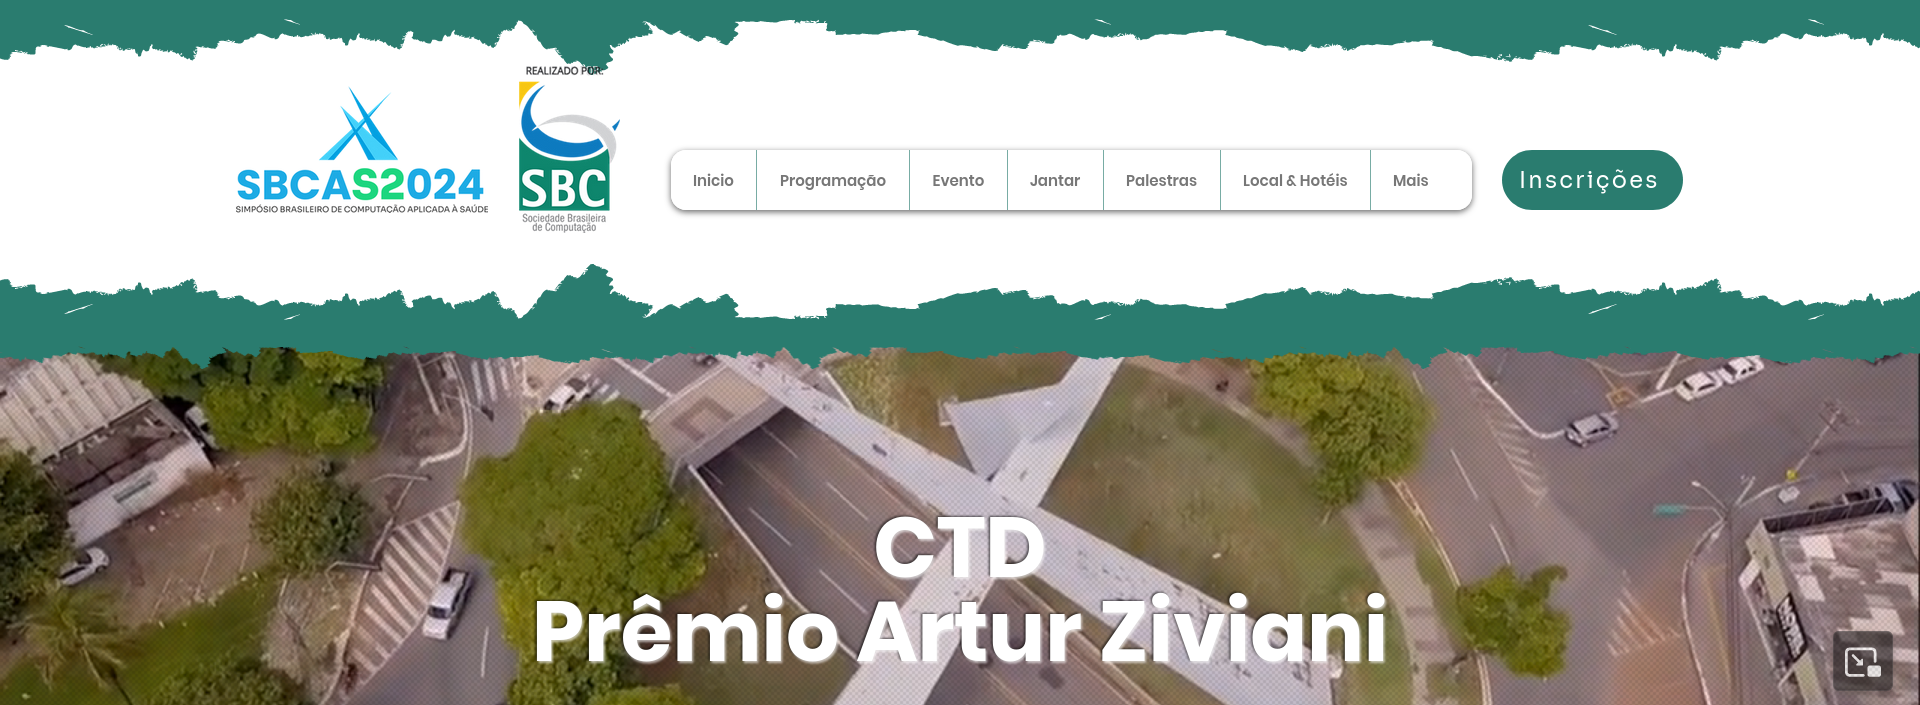 REALIZADO POR:
SBCAS2024
SIMPÓSIO BRASILEIRO DE COMPUTAÇÃO APLICADA À SAÚDE
SBC
Sociedade Brasileira
de Computação
Inicio
Programação
Evento
Jantar
Palestras
Local & Hotéis
Mais
Inscrições
CTD
Prêmio Artur Ziviani